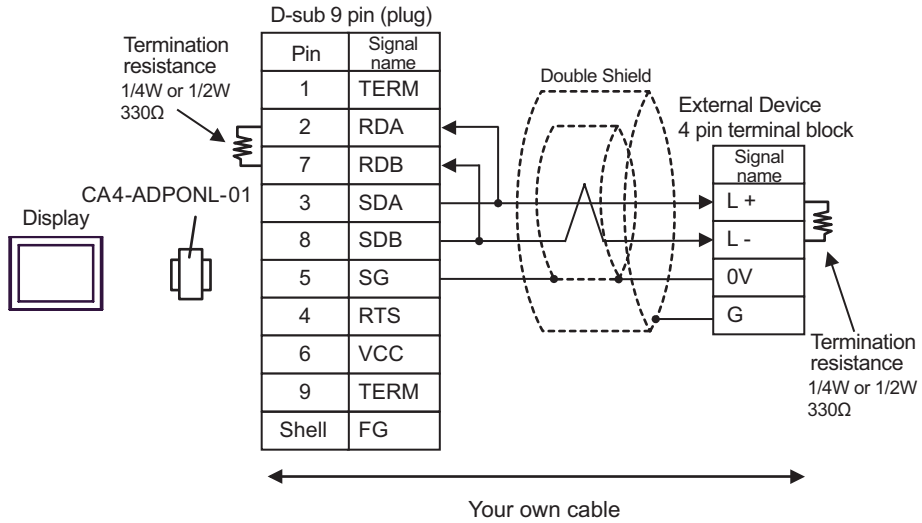 D-sub 9 pin (plug)
Termination
resistance
1/4W or 1/2W
330Ω
Pin
Signal
name
1 TERM
2 RDA
7 RDB
3 SDA
8 SDB
5 SG
4 RTS
6 VCC
9 TERM
Shell FG
CA4-ADPONL-01
Display
Double Shield
External Device
4 pin terminal block
Signal
name
L +
L -
0V
G
Termination
resistance
1/4W or 1/2W
330Ω
Your own cable